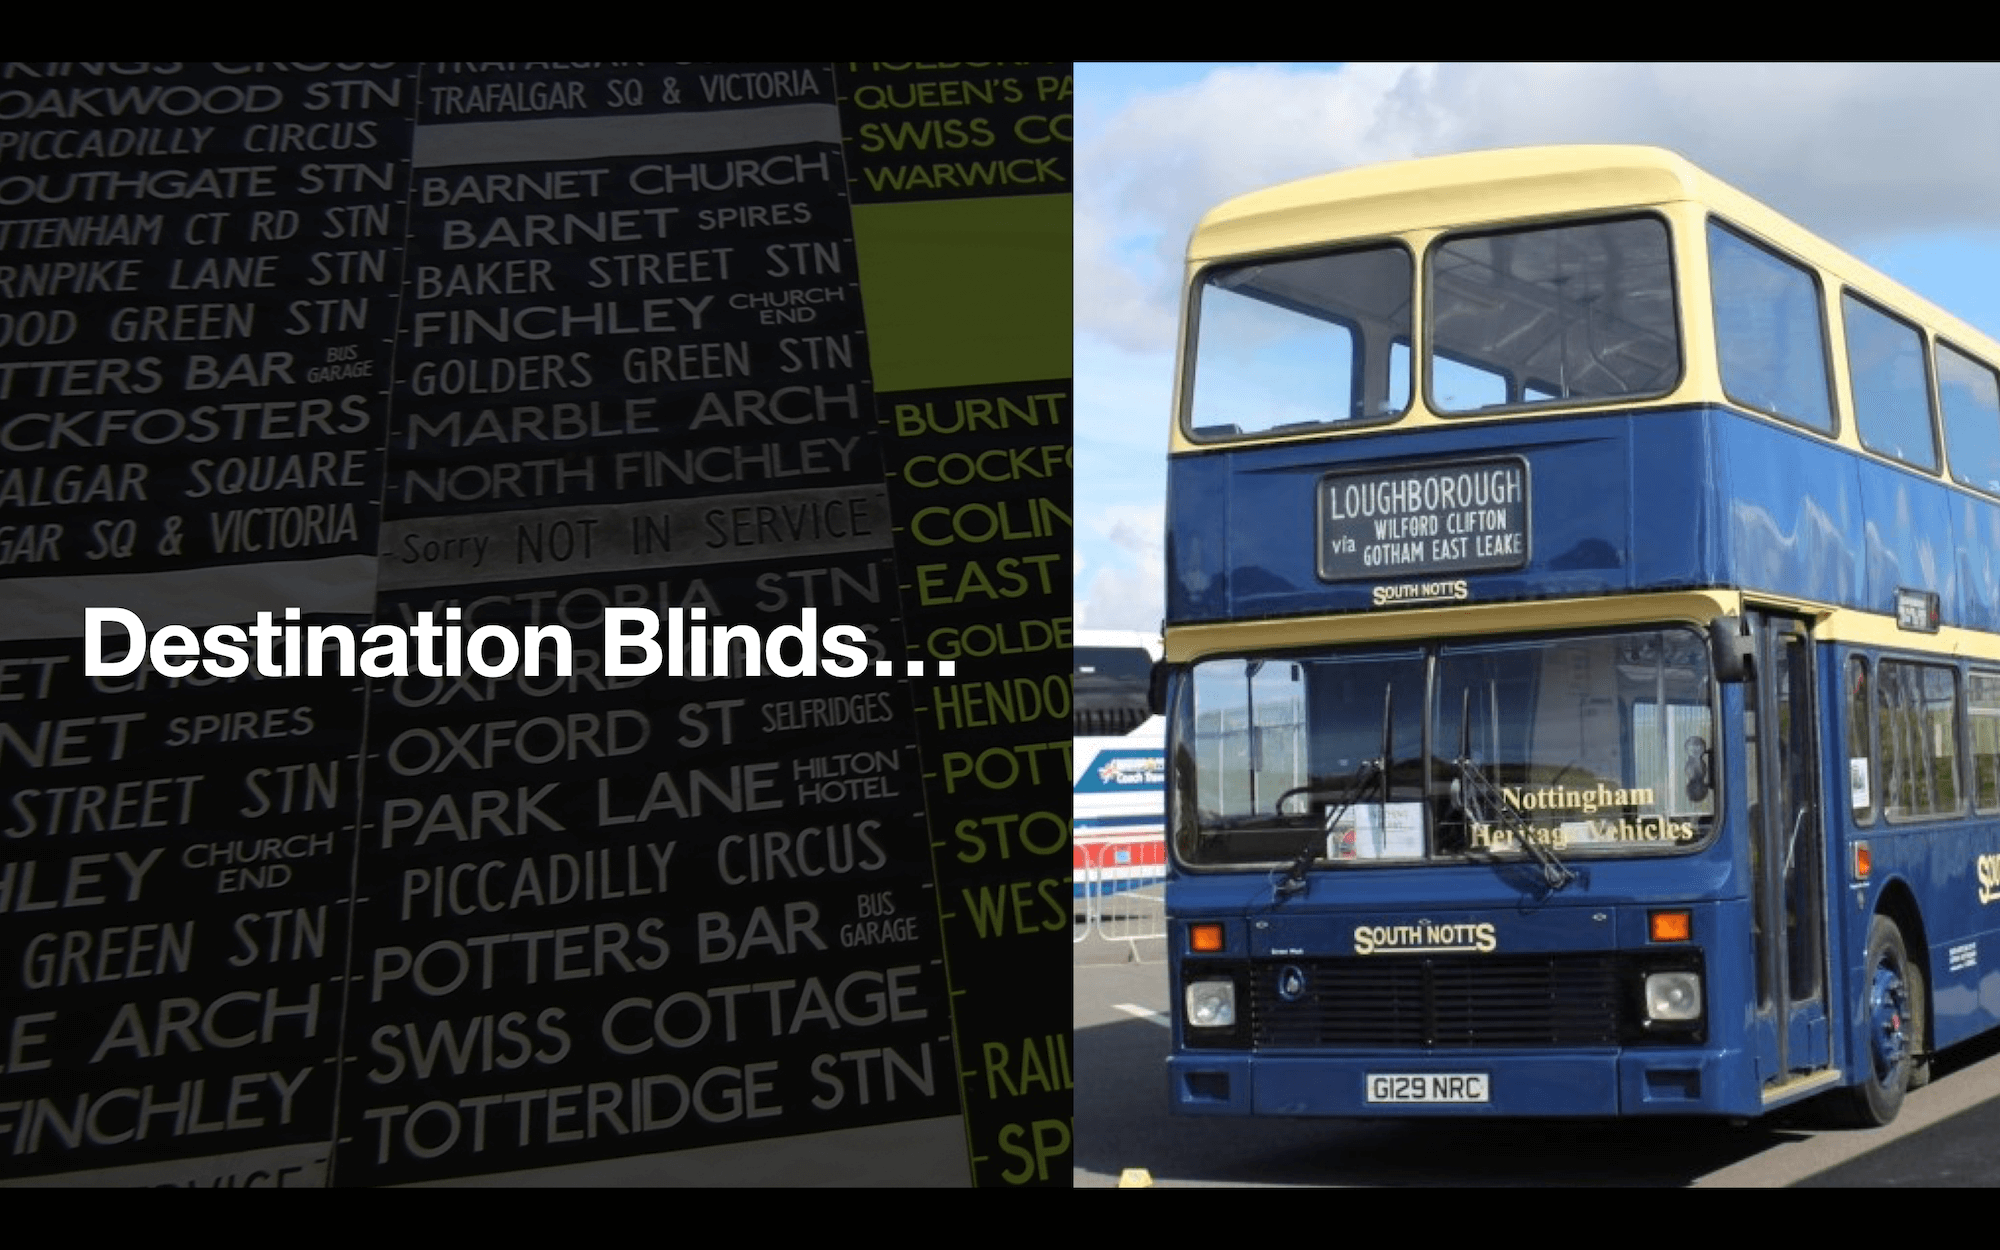 OAKWOOD STN
PICCADILLY CIRCUS
OUTHGATE STN
TTENHAM CT RD STN
RNPIKE LANE STN
OOD GREEN STN
TTERS BAR BUS GARAGE
CKFOSTERS
ALGAR SQUARE
GAR SQ & VICTORIA
NET SPIRES
STREET STN
HLEY CHURCH END
GREEN STN
E ARCH
FINCHLEY
TRAFALGAR SQ & VICTORIA
BARNET CHURCH
BARNET SPIRES
BAKER STREET STN
FINCHLEY CHURCH END
GOLDERS GREEN STN
MARBLE ARCH
NORTH FINCHLEY
Sorry NOT IN SERVICE
VICTORIA STN
OXFORD CIRCUS
OXFORD ST SELFRIDGES
PARK LANE HILTON HOTEL
PICCADILLY CIRCUS
POTTERS BAR BUS GARAGE
SWISS COTTAGE
TOTTERIDGE STN
QUEEN'S PA
SWISS CO
WARWICK
BURNT
COCKF
COLIN
EAST
GOLDE
HENDO
POTT
STO
WES
RAIL
SP
Destination Blinds...
LOUGHBOROUGH
WILFORD CLIFTON
via GOTHAM EAST LEAKE
SOUTH NOTTS
Nottingham
Heritage Vehicles
SOUTH NOTTS
G129 NRC